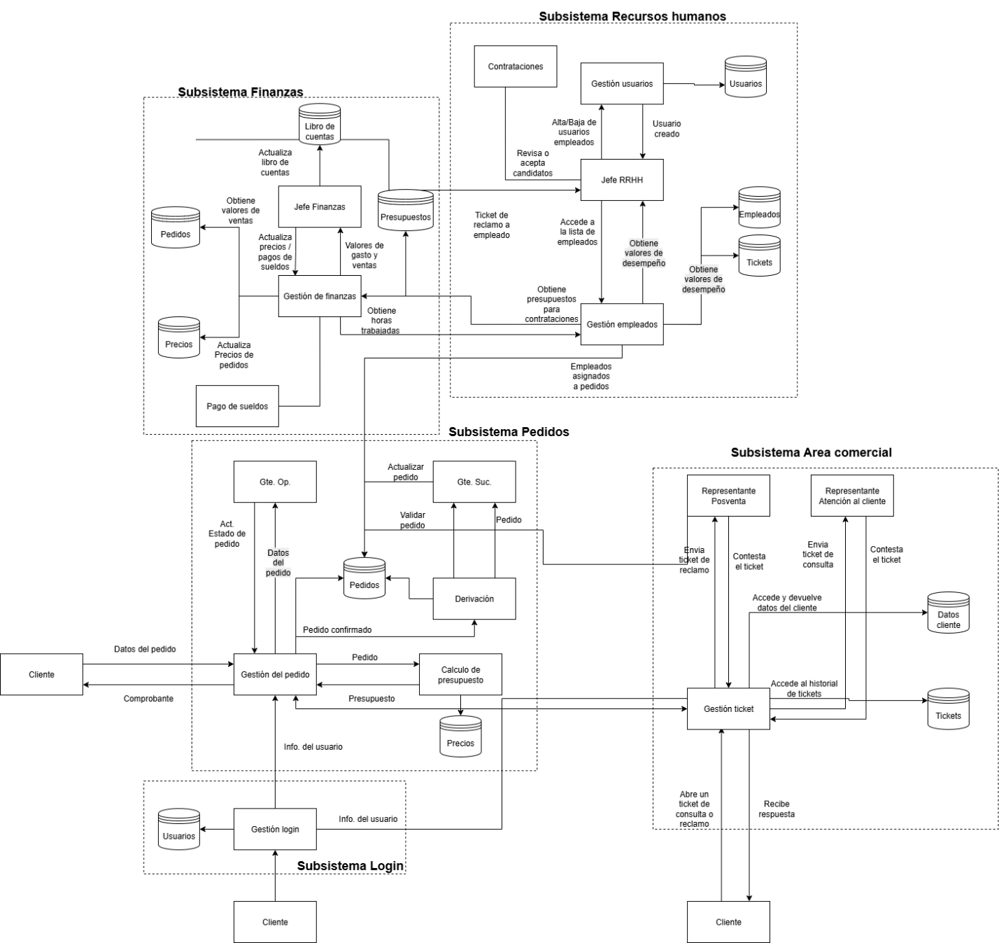 Subsistema Recursos humanos
Contrataciones
Gestión usuarios
Usuarios
Alta/Baja de
usuarios
empleados
Usuario
creado
Revisa o
acepta
candidatos
Jefe RRHH
Ticket de
reclamo a
empleado
Accede a
la lista de
empleados
Obtiene
valores de
desempeño
Empleados
Tickets
Obtiene
valores de
desempeño
Obtiene
presupuestos
para
contrataciones
Gestión empleados
Empleados
asignados
a pedidos
Subsistema Finanzas
Libro de
cuentas
Actualiza
libro de
cuentas
Obtiene
valores de
ventas
Jefe Finanzas
Presupuestos
Pedidos
Actualiza
precios /
pagos de
sueldos
Valores de
gasto y
ventas
Gestión de finanzas
Obtiene
horas
trabajadas
Precios
Actualiza
Precios de
pedidos
Pago de sueldos
Subsistema Pedidos
Gte. Op.
Actualizar
pedido
Gte. Suc.
Act.
Estado de
pedido
Validar
pedido
Pedido
Datos
del
pedido
Pedidos
Derivación
Pedido confirmado
Cliente
Datos del pedido
Comprobante
Gestión del pedido
Pedido
Presupuesto
Calculo de
presupuesto
Precios
Info. del usuario
Subsistema Area comercial
Representante
Posventa
Representante
Atención al cliente
Envia
ticket de
reclamo
Contesta
el ticket
Envia
ticket de
consulta
Contesta
el ticket
Accede y devuelve
datos del cliente
Datos
cliente
Accede al historial
de tickets
Gestión ticket
Tickets
Abre un
ticket de
consulta o
reclamo
Recibe
respuesta
Usuarios
Gestión login
Info. del usuario
Subsistema Login
Cliente
Cliente